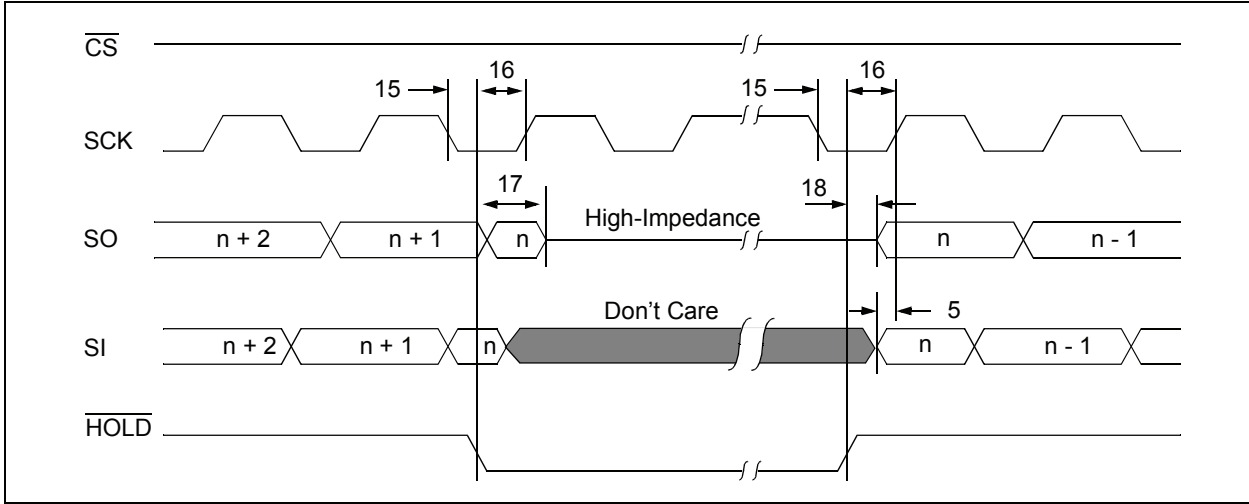 CS
16
16
15
15
SCK
17
18
High-Impedance
SO
n + 2
n + 1
n
n
n - 1
Don't Care
5
SI
n + 2
n + 1
n
n
n - 1
HOLD